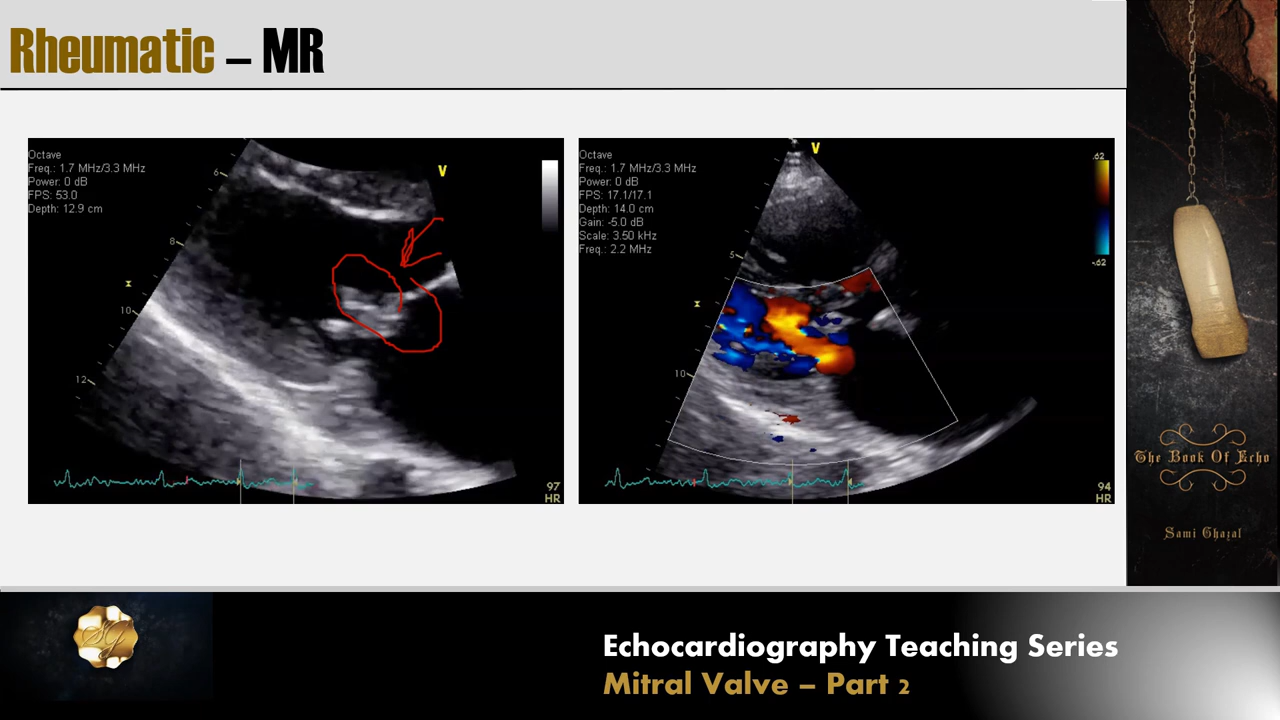 Rheumatic – MR
Octave
Freq.: 1.7 MHz/3.3 MHz
Power: 0 dB
FPS: 53.0
Depth: 12.9 cm
V
6
8
10
12
97
HR
Octave
Freq.: 1.7 MHz/3.3 MHz
Power: 0 dB
FPS: 17.1/17.1
Depth: 14.0 cm
Gain: -5.0 dB
Scale: 3.50 kHz
Freq.: 2.2 MHz
V
.62
-.62
5
10
94
HR
The Book Of Echo
Sami Ghazal
SG
Echocardiography Teaching Series
Mitral Valve – Part 2